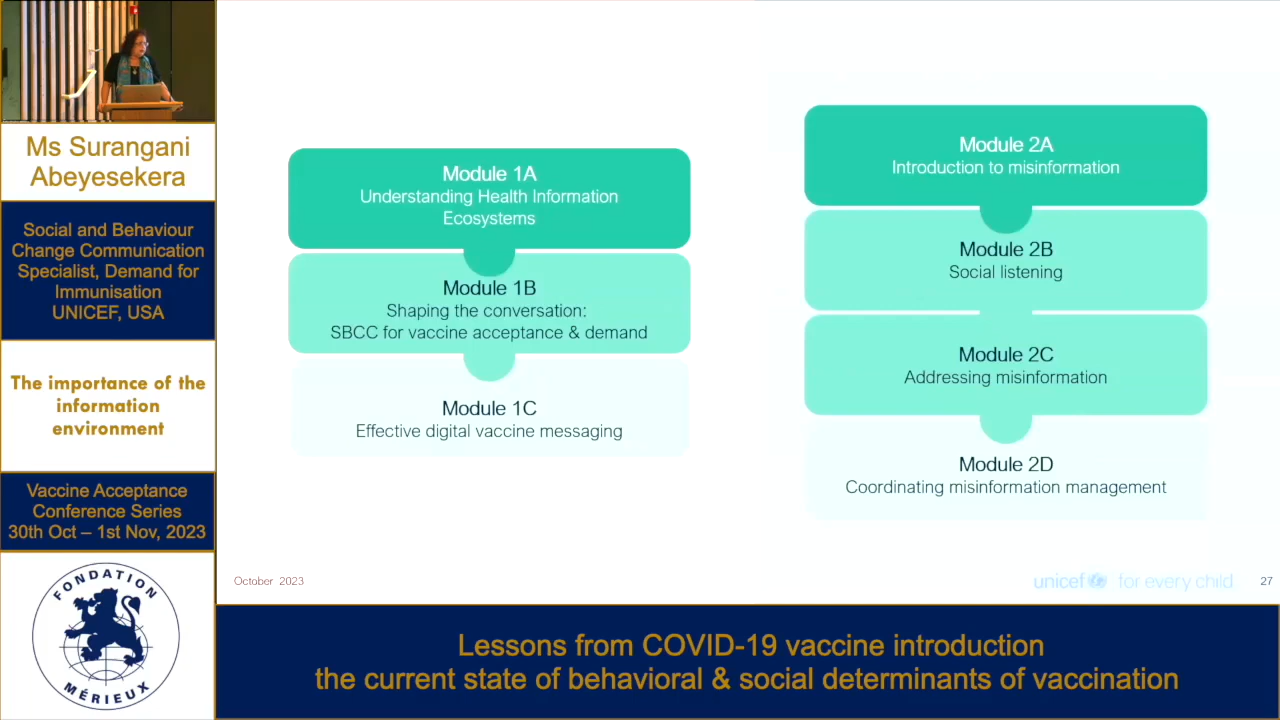 Ms Surangani
Abeyesekera
Social and Behaviour
Change Communication
Specialist, Demand for
Immunisation
UNICEF, USA
The importance of the
information
environment
Vaccine Acceptance
Conference Series
30th Oct – 1st Nov, 2023
FONDATION
MÉRIEUX
Module 1A
Understanding Health Information
Ecosystems
Module 1B
Shaping the conversation:
SBCC for vaccine acceptance & demand
Module 1C
Effective digital vaccine messaging
Module 2A
Introduction to misinformation
Module 2B
Social listening
Module 2C
Addressing misinformation
Module 2D
Coordinating misinformation management
October 2023
unicef for every child
27
Lessons from COVID-19 vaccine introduction
the current state of behavioral & social determinants of vaccination